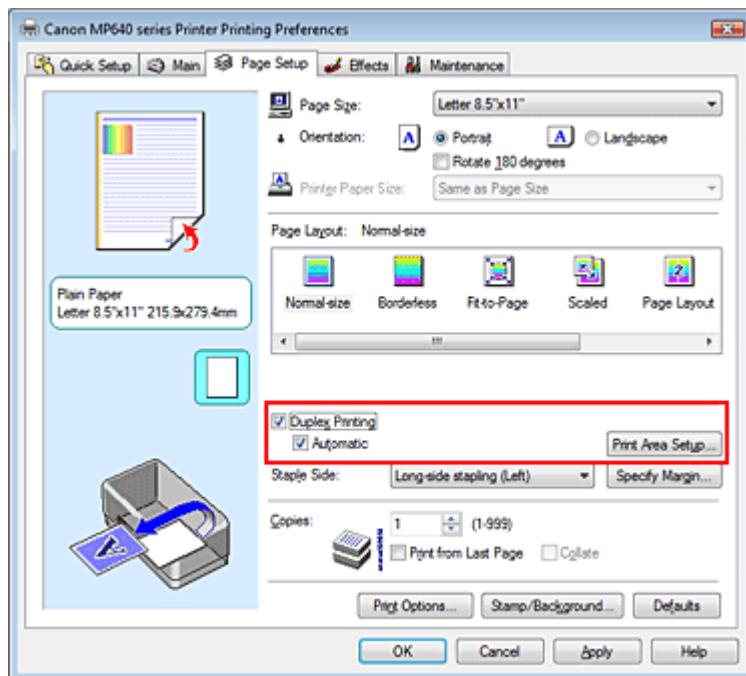 Canon MP640 series Printer Printing Preferences
Quick Setup Main Page Setup Effects Maintenance
Page Size: Letter 8.5"x11"
Orientation: A Portrait A Landscape
Rotate 180 degrees
Printer Paper Size: Same as Page Size
Page Layout: Normal-size
Normal-size Borderless Fit-to-Page Scaled Page Layout
Plain Paper
Letter 8.5"x11" 215.9x279.4mm
Duplex Printing
Automatic Print Area Setup...
Staple Side: Long-side stapling (Left) Specify Margin...
Copies: 1 (1-999)
Print from Last Page Collate
Print Options... Stamp/Background... Defaults
OK Cancel Apply Help